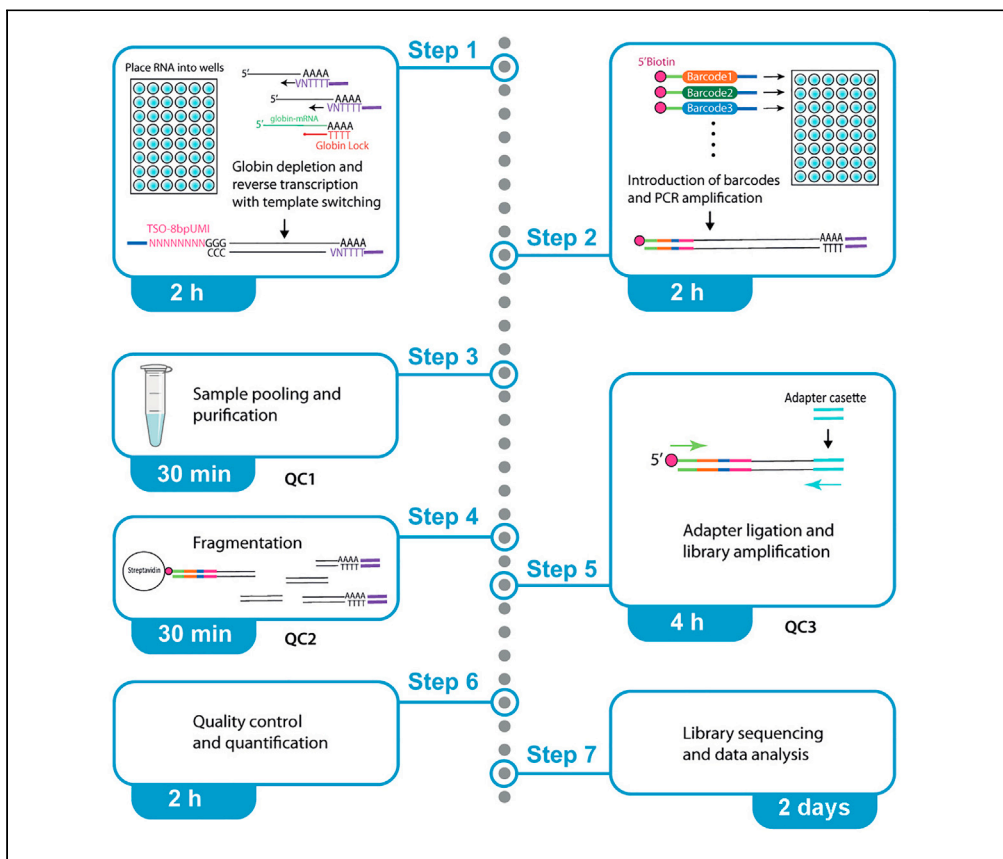 Step 1
Place RNA into wells
5'
AAAA
VNTTTT
AAAA
VNTTTT
5'
globin-mRNA
AAAA
TTTT
Globin Lock
Globin depletion and
reverse transcription
with template switching
TSO-8bpUMI
NNNNNNNNGGG
CCC
AAAA
VNTTTT
2 h
Step 2
5'Biotin
Barcode1
Barcode2
Barcode3
Introduction of barcodes
and PCR amplification
AAAA
TTTT
2 h
Step 3
Sample pooling and
purification
30 min
QC1
Step 4
Fragmentation
Streptavidin
AAAA
TTTT
AAAA
TTTT
30 min
QC2
Step 5
Adapter casette
5'
Adapter ligation and
library amplification
4 h
QC3
Step 6
Quality control
and quantification
2 h
Step 7
Library sequencing
and data analysis
2 days